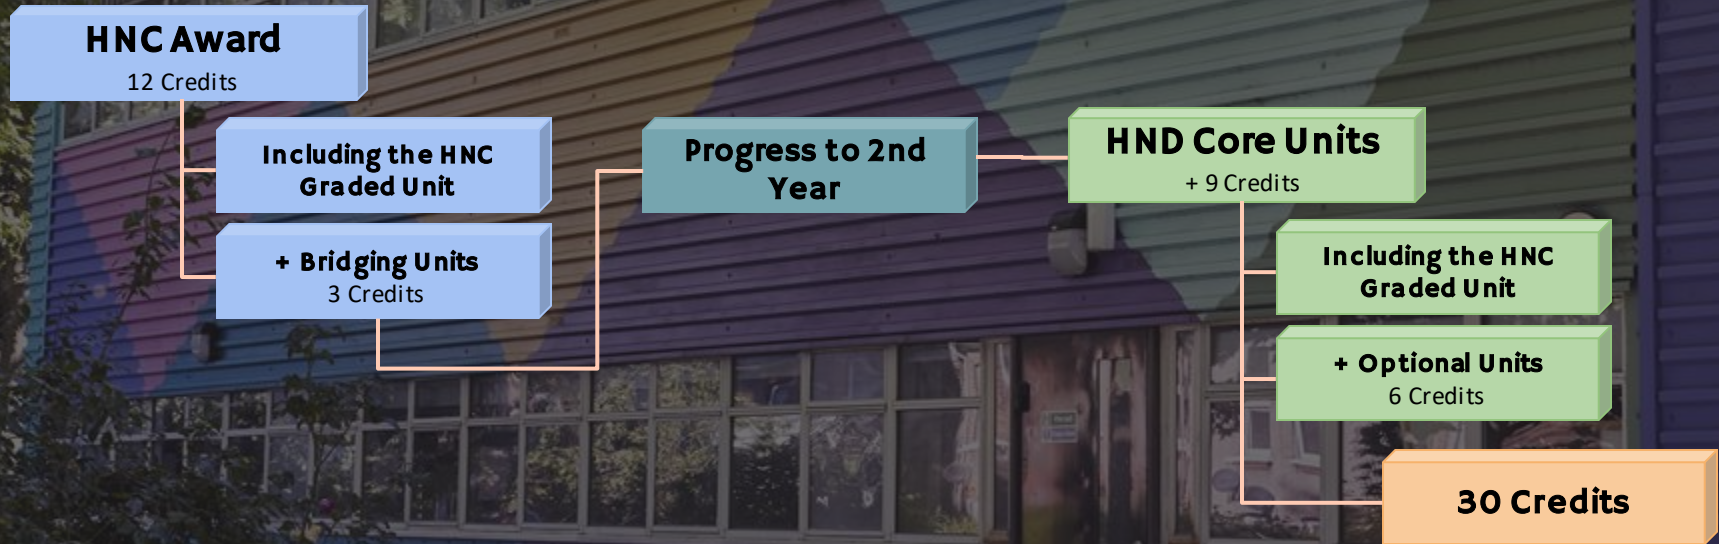 HNC Award
12 Credits
Including the HNC
Graded Unit
+ Bridging Units
3 Credits
Progress to 2nd
Year
HND Core Units
+ 9 Credits
Including the HNC
Graded Unit
+ Optional Units
6 Credits
30 Credits